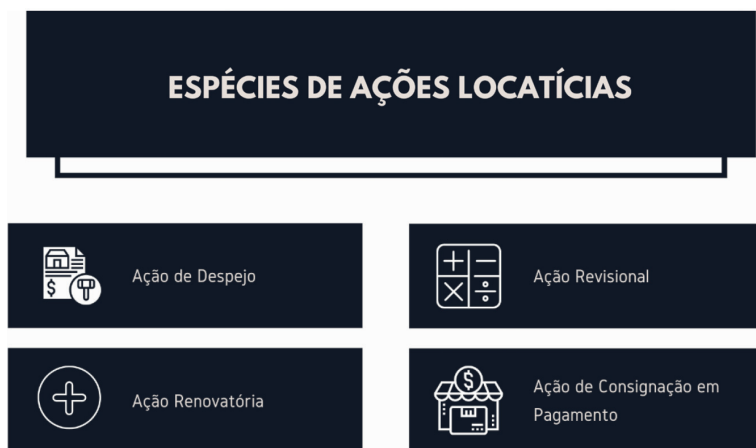 ESPÉCIES DE AÇÕES LOCATÍCIAS
Ação de Despejo
Ação Revisional
Ação Renovatória
Ação de Consignação em
Pagamento